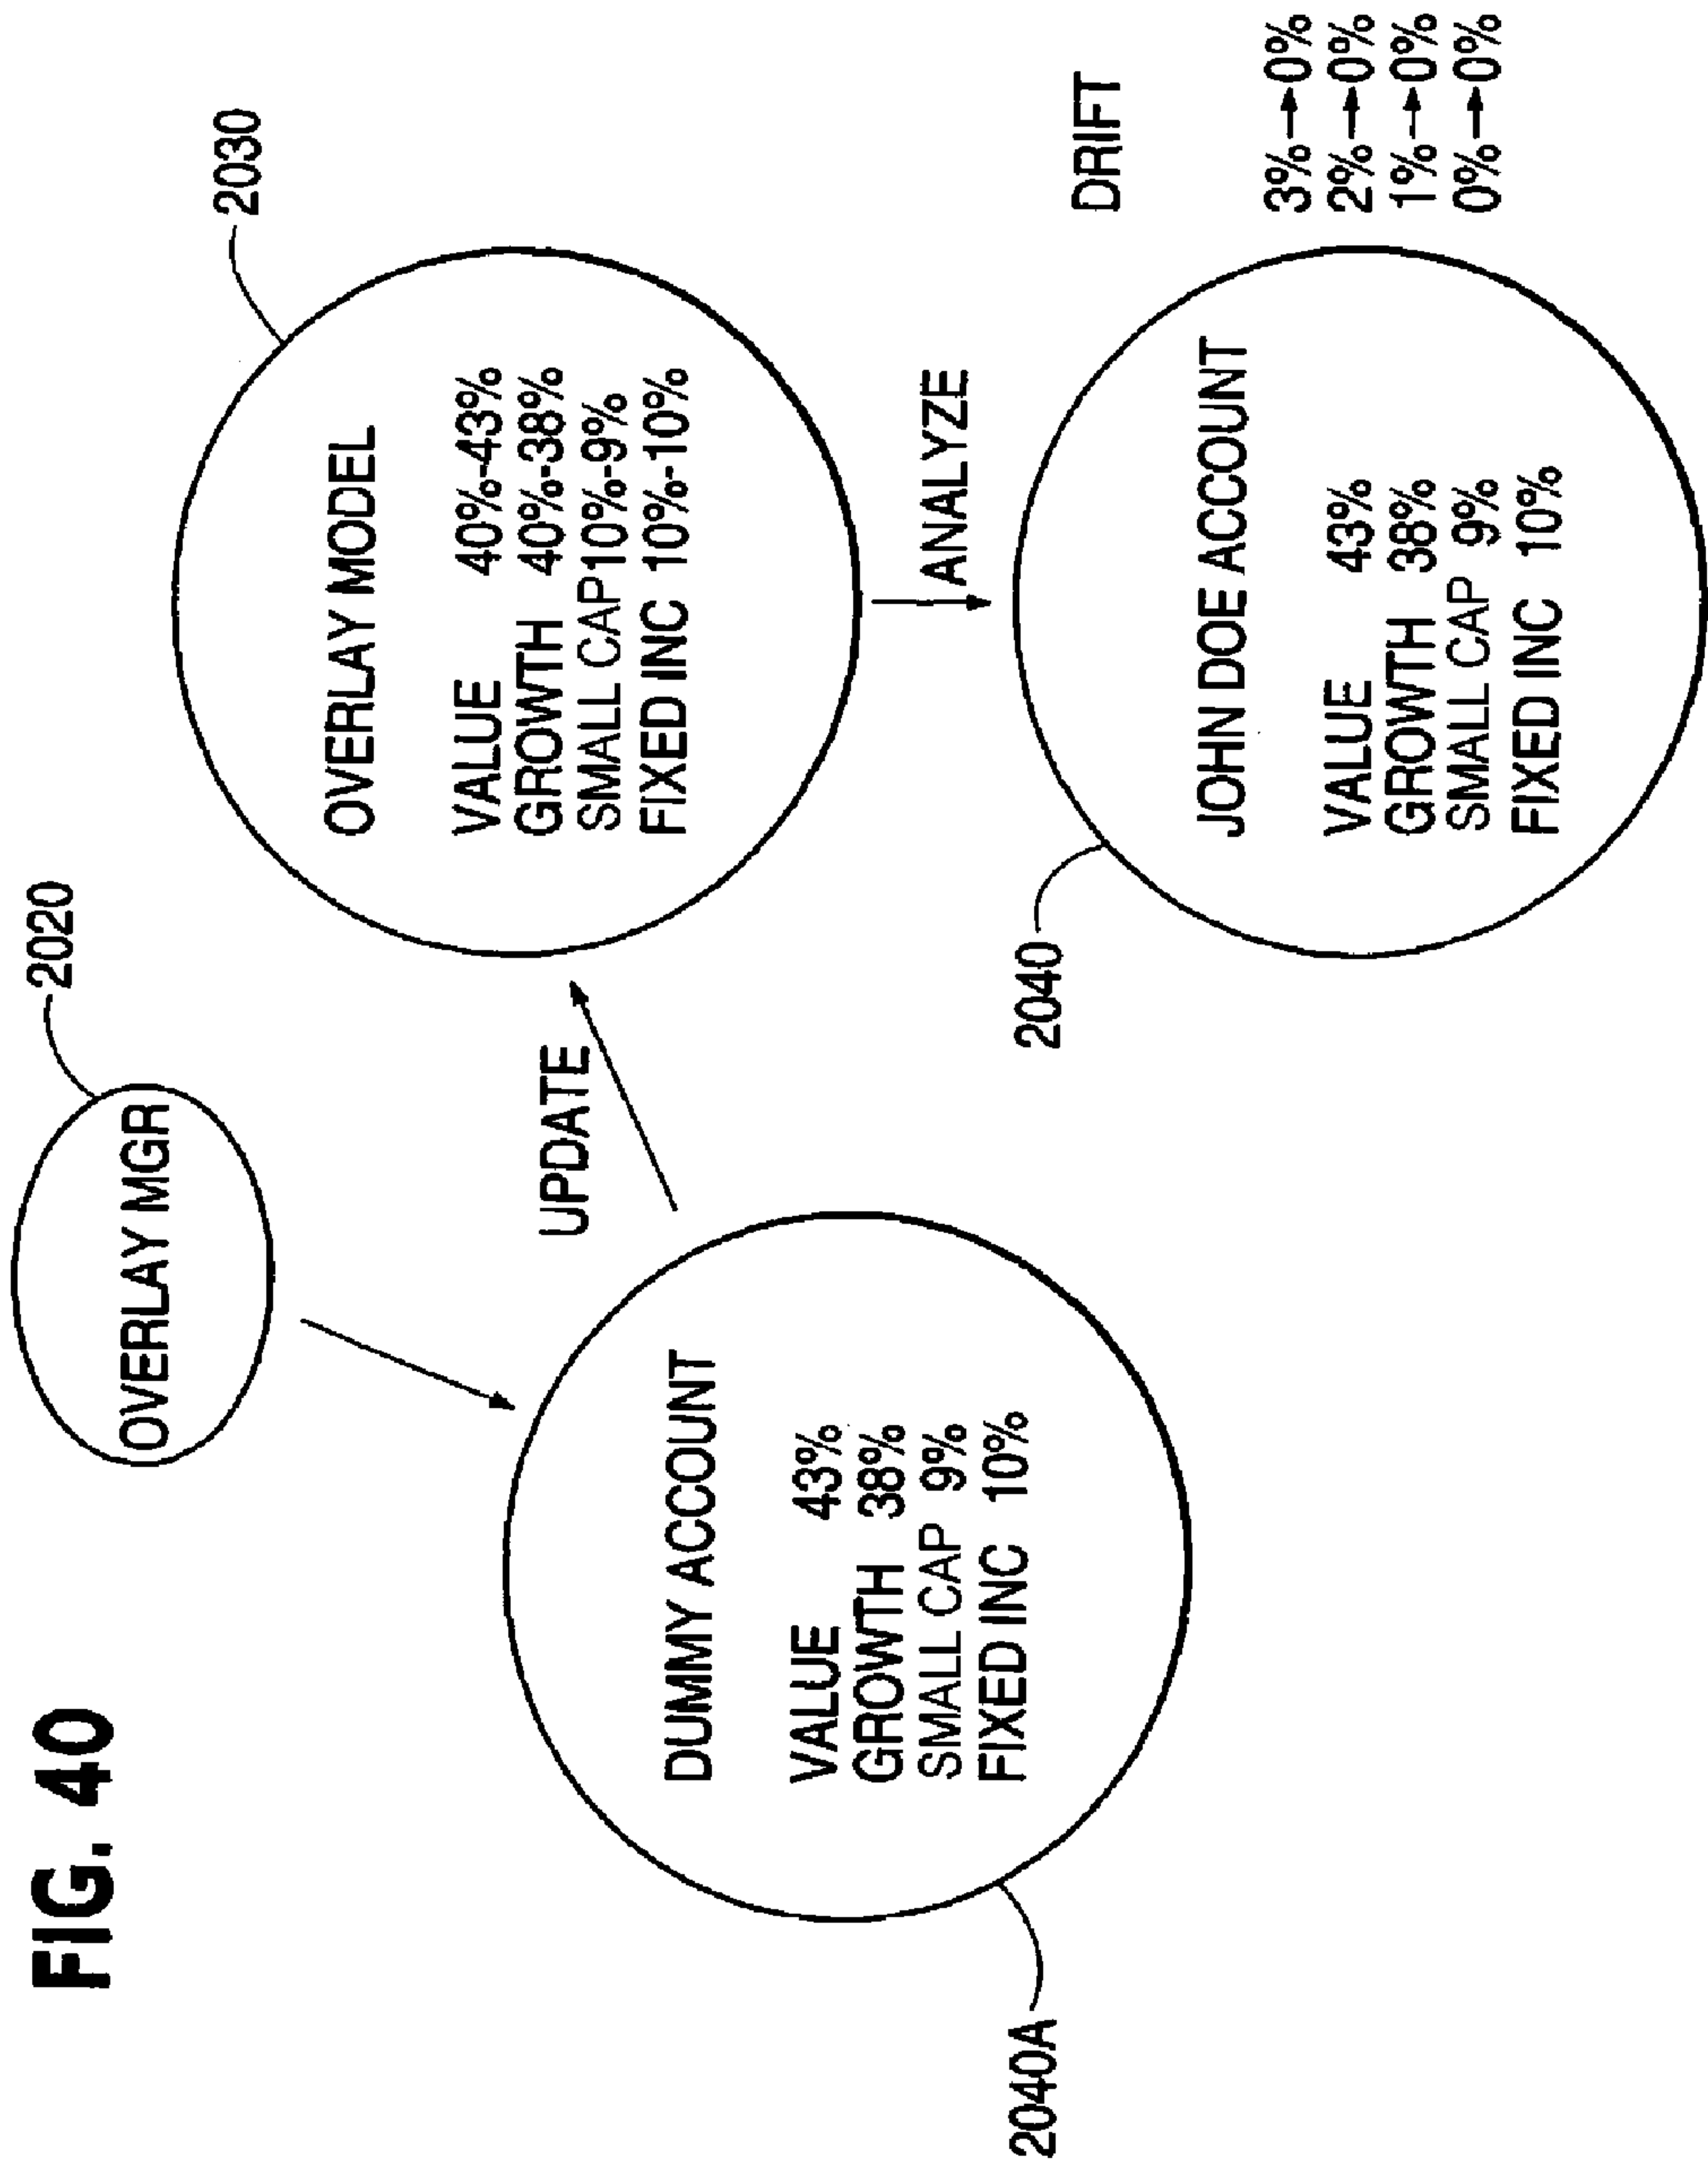 FIG. 40
2020
OVERLAY MGR
2030
OVERLAY MODEL
VALUE 40%-43%
GROWTH 40%-38%
SMALL CAP 10%-9%
FIXED INC 10%-10%
UPDATE
DUMMY ACCOUNT
VALUE 43%
GROWTH 38%
SMALL CAP 9%
FIXED INC 10%
2040A
ANALYZE
2040
JOHN DOE ACCOUNT
VALUE 43%
GROWTH 38%
SMALL CAP 9%
FIXED INC 10%
DRIFT
3%→0%
2%→0%
1%→0%
0%→0%